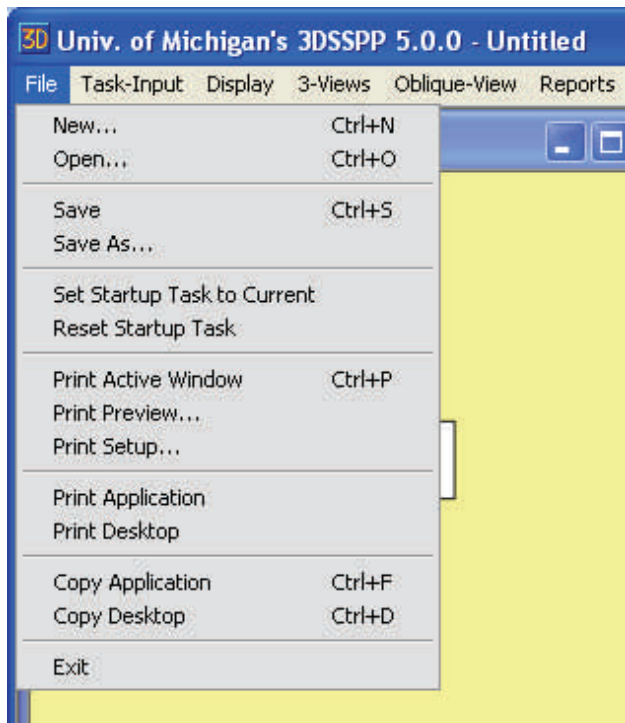 3D Univ. of Michigan's 3DSSPP 5.0.0 - Untitled
File Task-Input Display 3-Views Oblique-View Reports
New... Ctrl+N
Open... Ctrl+O
Save Ctrl+S
Save As...
Set Startup Task to Current
Reset Startup Task
Print Active Window Ctrl+P
Print Preview...
Print Setup...
Print Application
Print Desktop
Copy Application Ctrl+F
Copy Desktop Ctrl+D
Exit